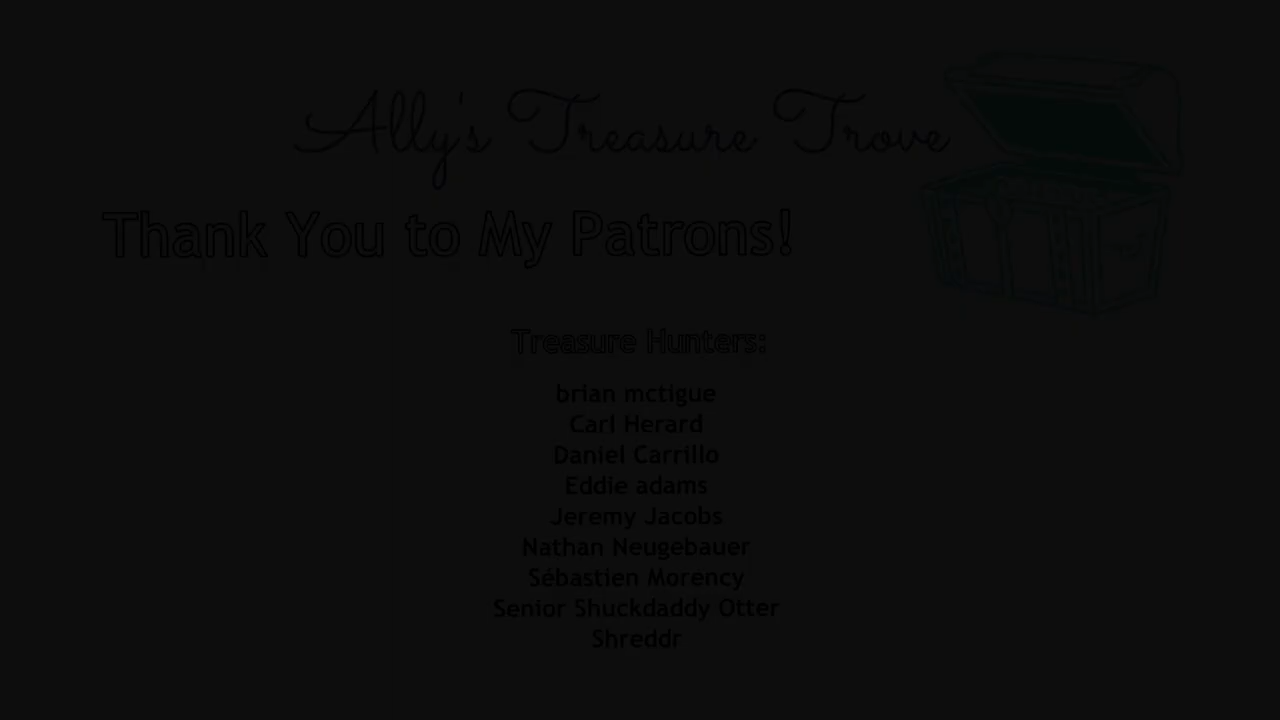 Ally's Treasure Trove
Thank You to My Patrons!
Treasure Hunters:
brian mctigue
Carl Herard
Daniel Carrillo
Eddie adams
Jeremy Jacobs
Nathan Neugebauer
Sébastien Morency
Senior Shuckdaddy Otter
Shreddr